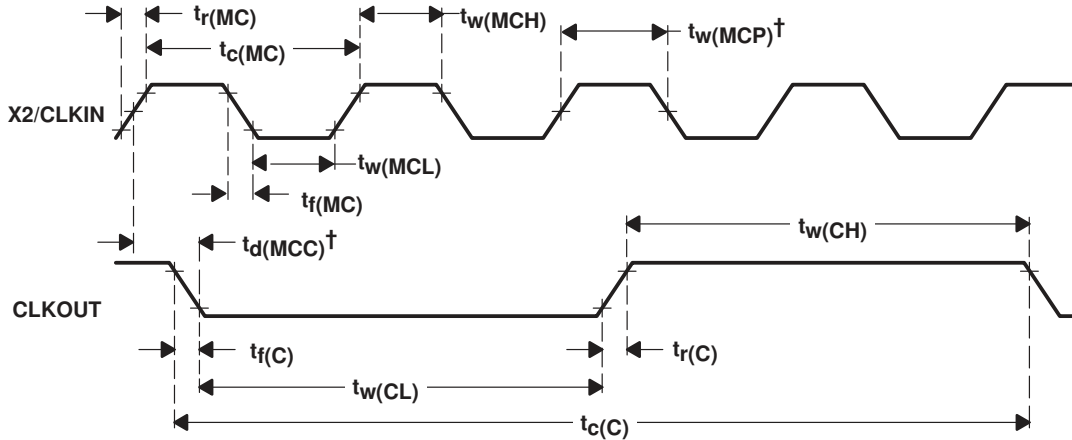 tr(MC)
tw(MCH)
tw(MCP)†
tc(MC)
X2/CLKIN
tw(MCL)
tf(MC)
tw(CH)
td(MCC)†
CLKOUT
tf(C)
tr(C)
tw(CL)
tc(C)